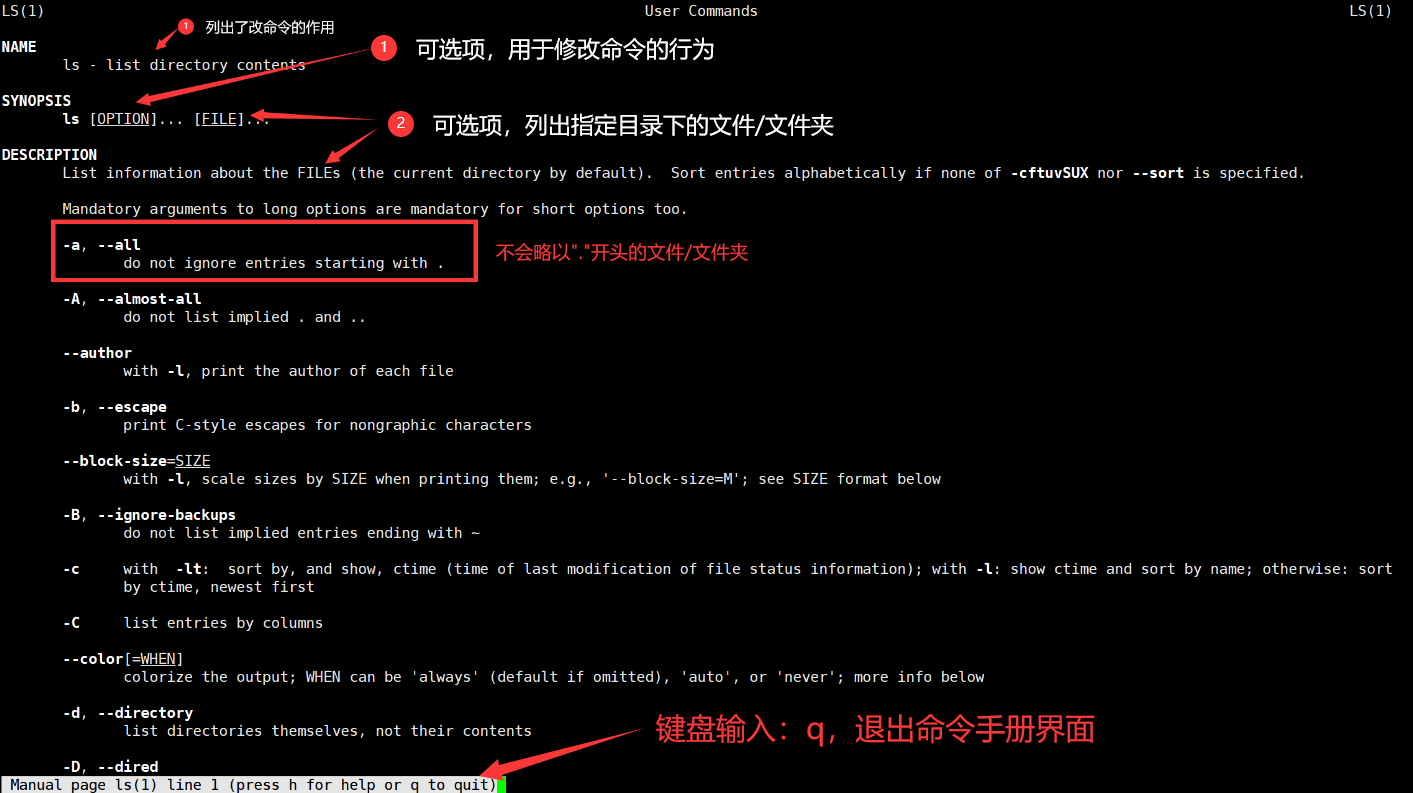 LS(1) User Commands LS(1)
1 列出了改命令的作用
NAME
1 可选项，用于修改命令的行为
ls - list directory contents
SYNOPSIS
ls [OPTION]... [FILE]...
2 可选项，列出指定目录下的文件/文件夹
DESCRIPTION
List information about the FILEs (the current directory by default).  Sort entries alphabetically if none of -cftuvSUX nor --sort is specified.
Mandatory arguments to long options are mandatory for short options too.
-a, --all
do not ignore entries starting with .
不会略以"."开头的文件/文件夹
-A, --almost-all
do not list implied . and ..
--author
with -l, print the author of each file
-b, --escape
print C-style escapes for nongraphic characters
--block-size=SIZE
with -l, scale sizes by SIZE when printing them; e.g., '--block-size=M'; see SIZE format below
-B, --ignore-backups
do not list implied entries ending with ~
-c with  -lt:  sort by, and show, ctime (time of last modification of file status information); with -l: show ctime and sort by name; otherwise: sort
by ctime, newest first
-C list entries by columns
--color[=WHEN]
colorize the output; WHEN can be 'always' (default if omitted), 'auto', or 'never'; more info below
-d, --directory
list directories themselves, not their contents
键盘输入：q，退出命令手册界面
-D, --dired
Manual page ls(1) line 1 (press h for help or q to quit)